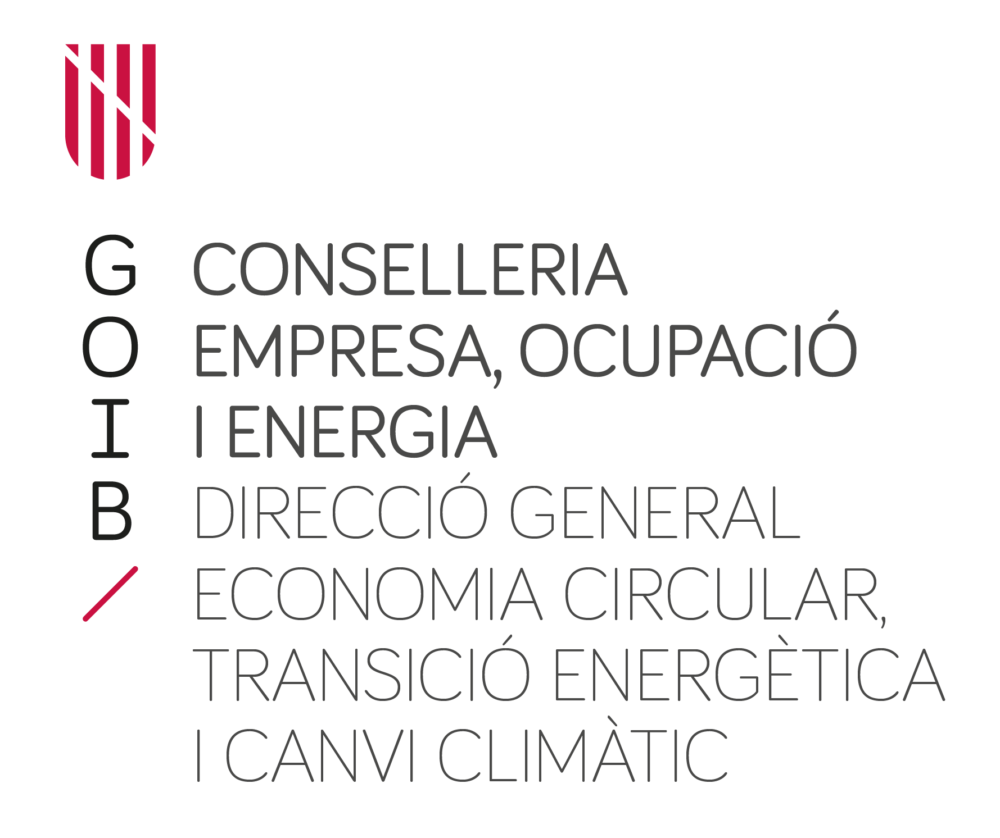 G
O
I
B
/
CONSELLERIA
EMPRESA, OCUPACIÓ
I ENERGIA
DIRECCIÓ GENERAL
ECONOMIA CIRCULAR,
TRANSICIÓ ENERGÈTICA
I CANVI CLIMÀTIC